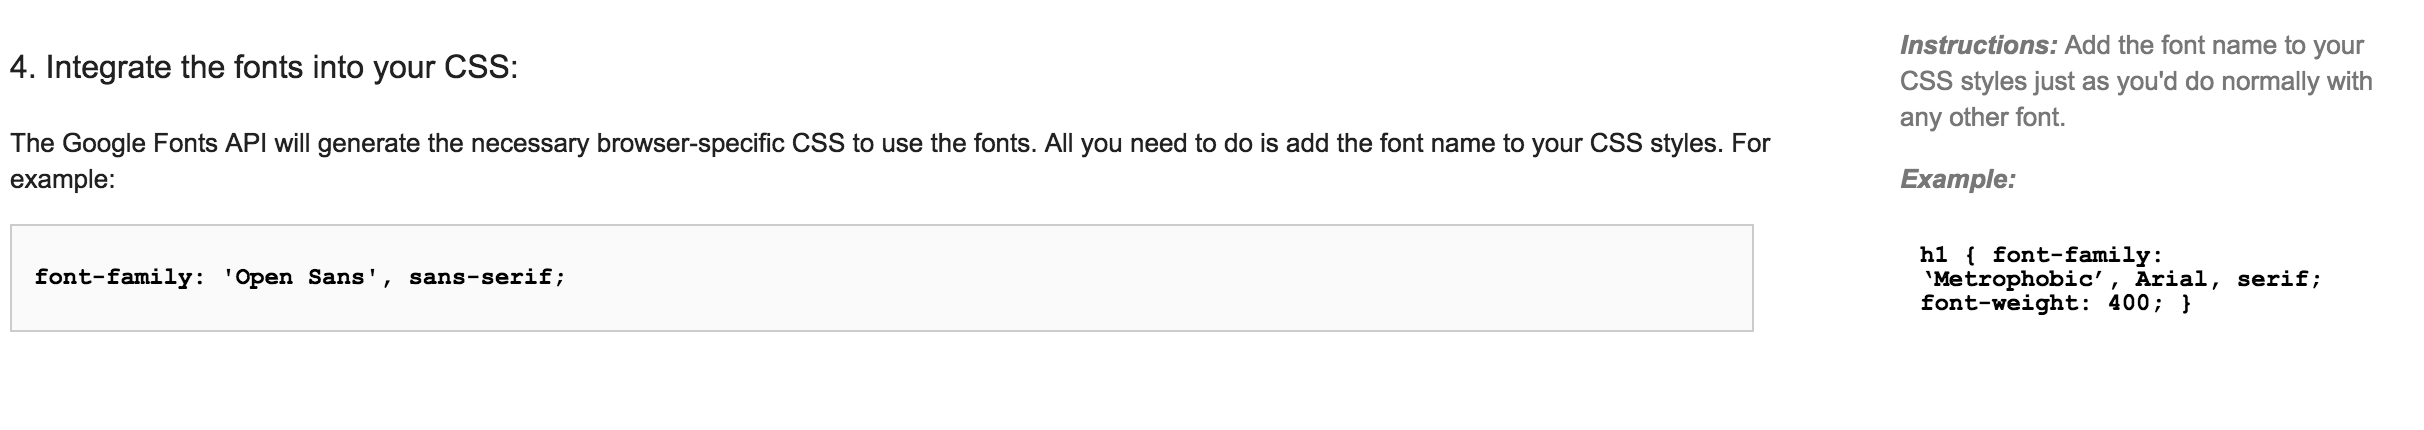 4. Integrate the fonts into your CSS:
The Google Fonts API will generate the necessary browser-specific CSS to use the fonts. All you need to do is add the font name to your CSS styles. For
example:
font-family: 'Open Sans', sans-serif;
Instructions: Add the font name to your
CSS styles just as you'd do normally with
any other font.
Example:
h1 { font-family:
‘Metrophobic’, Arial, serif;
font-weight: 400; }